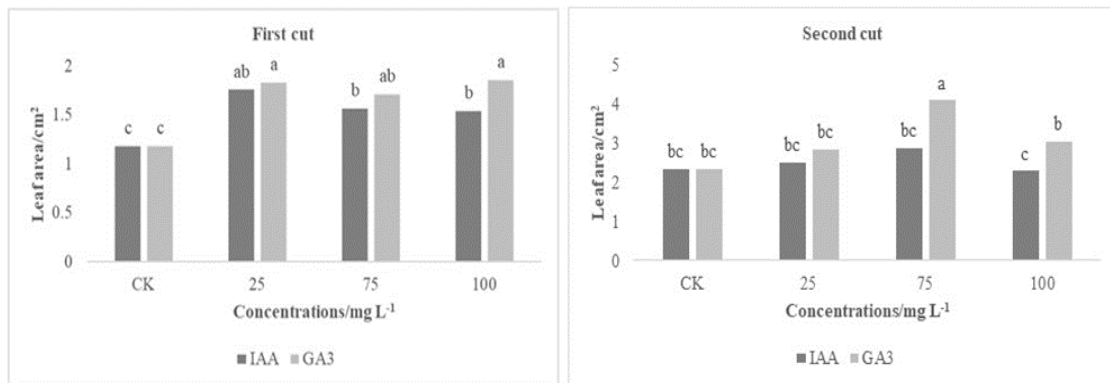 First cut
Leaf area/cm²
2
1.5
1
0.5
0
c c ab a b ab b a
CK 25 75 100
Concentrations/mg L⁻¹
IAA GA3
Second cut
Leaf area/cm²
5
4
3
2
1
0
bc bc bc bc bc a c b
CK 25 75 100
Concentrations/mg L⁻¹
IAA GA3